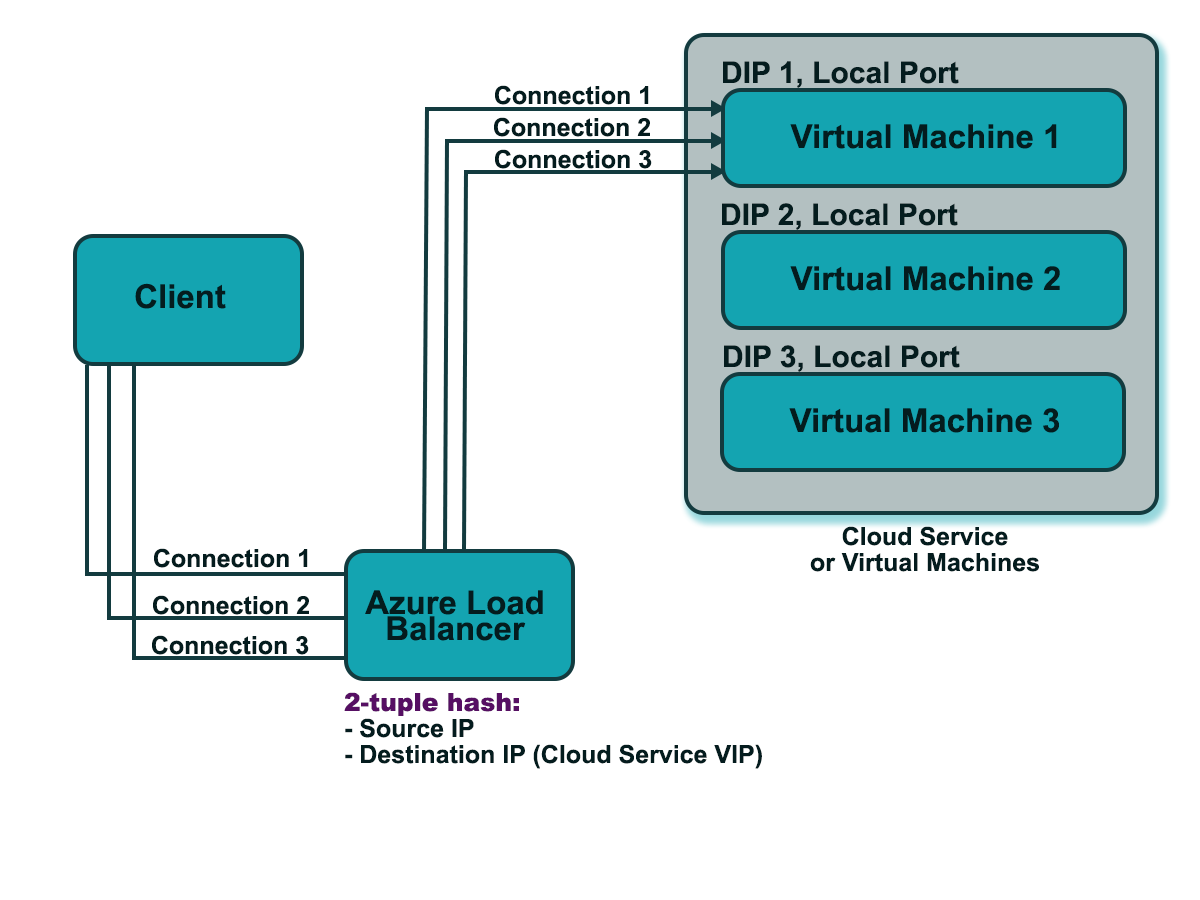 DIP 1, Local Port
Connection 1
Virtual Machine 1
Connection 2
Connection 3
DIP 2, Local Port
Virtual Machine 2
Client
DIP 3, Local Port
Virtual Machine 3
Cloud Service
or Virtual Machines
Connection 1
Connection 2
Connection 3
Azure Load
Balancer
2-tuple hash:
- Source IP
- Destination IP (Cloud Service VIP)